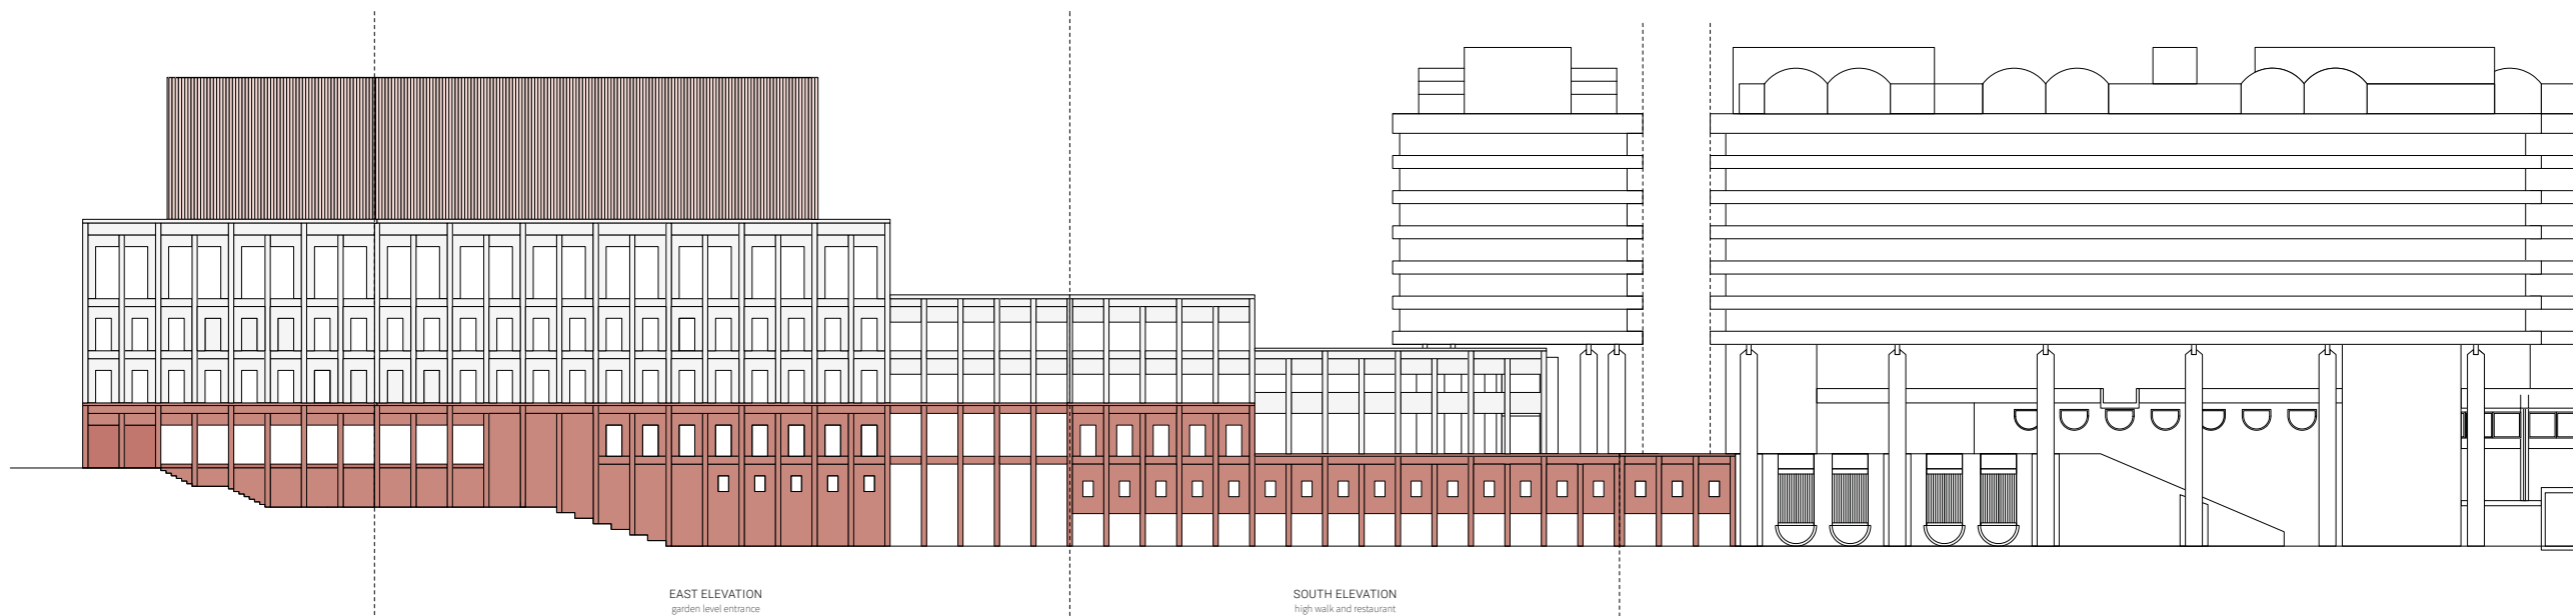 EAST ELEVATION
garden level entrance
SOUTH ELEVATION
high walk and restaurant